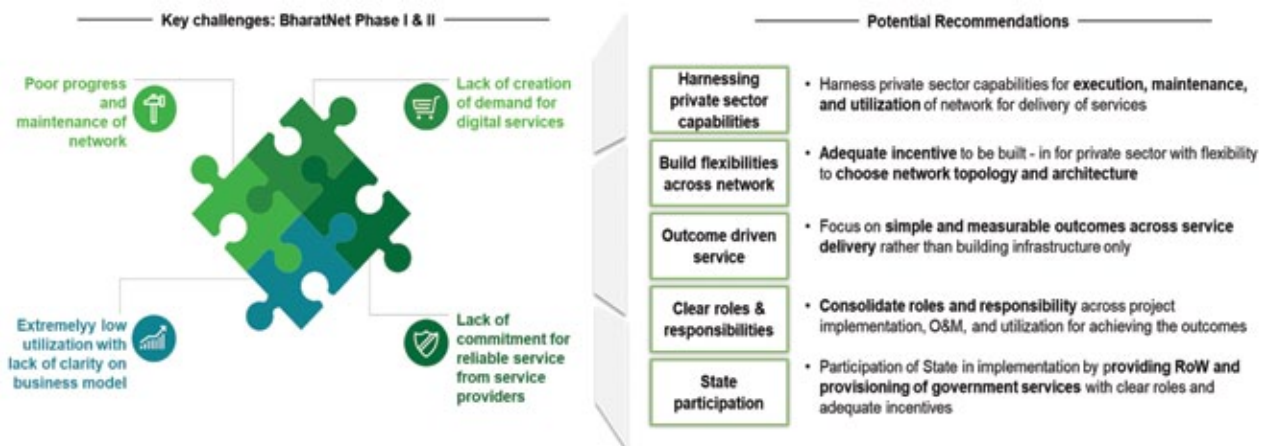 Key challenges: BharatNet Phase I & II
Poor progress
and
maintenance of
network
Lack of creation
of demand for
digital services
Extremelyy low
utilization with
lack of clarity on
business model
Lack of
commitment for
reliable service
from service
providers
Potential Recommendations
Harnessing
private sector
capabilities
• Harness private sector capabilities for execution, maintenance,
and utilization of network for delivery of services
Build flexibilities
across network
• Adequate incentive to be built - in for private sector with flexibility
to choose network topology and architecture
Outcome driven
service
• Focus on simple and measurable outcomes across service
delivery rather than building infrastructure only
Clear roles &
responsibilities
• Consolidate roles and responsibility across project
implementation, O&M, and utilization for achieving the outcomes
State
participation
• Participation of State in implementation by providing RoW and
provisioning of government services with clear roles and
adequate incentives